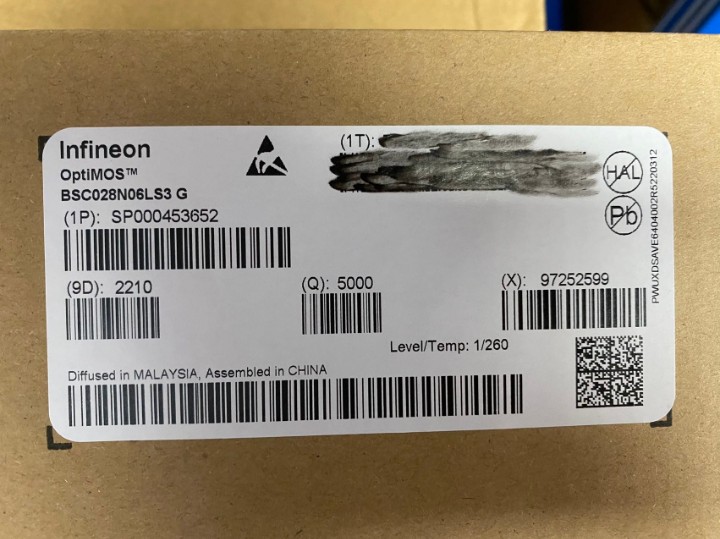 Infineon
OptiMOS™
BSC028N06LS3 G
(1P): SP000453652
(1T):
HAL
Pb
(9D): 2210
(Q): 5000
(X): 97252599
Level/Temp: 1/260
Diffused in MALAYSIA, Assembled in CHINA
PWUXDSAVE6404002R5220312